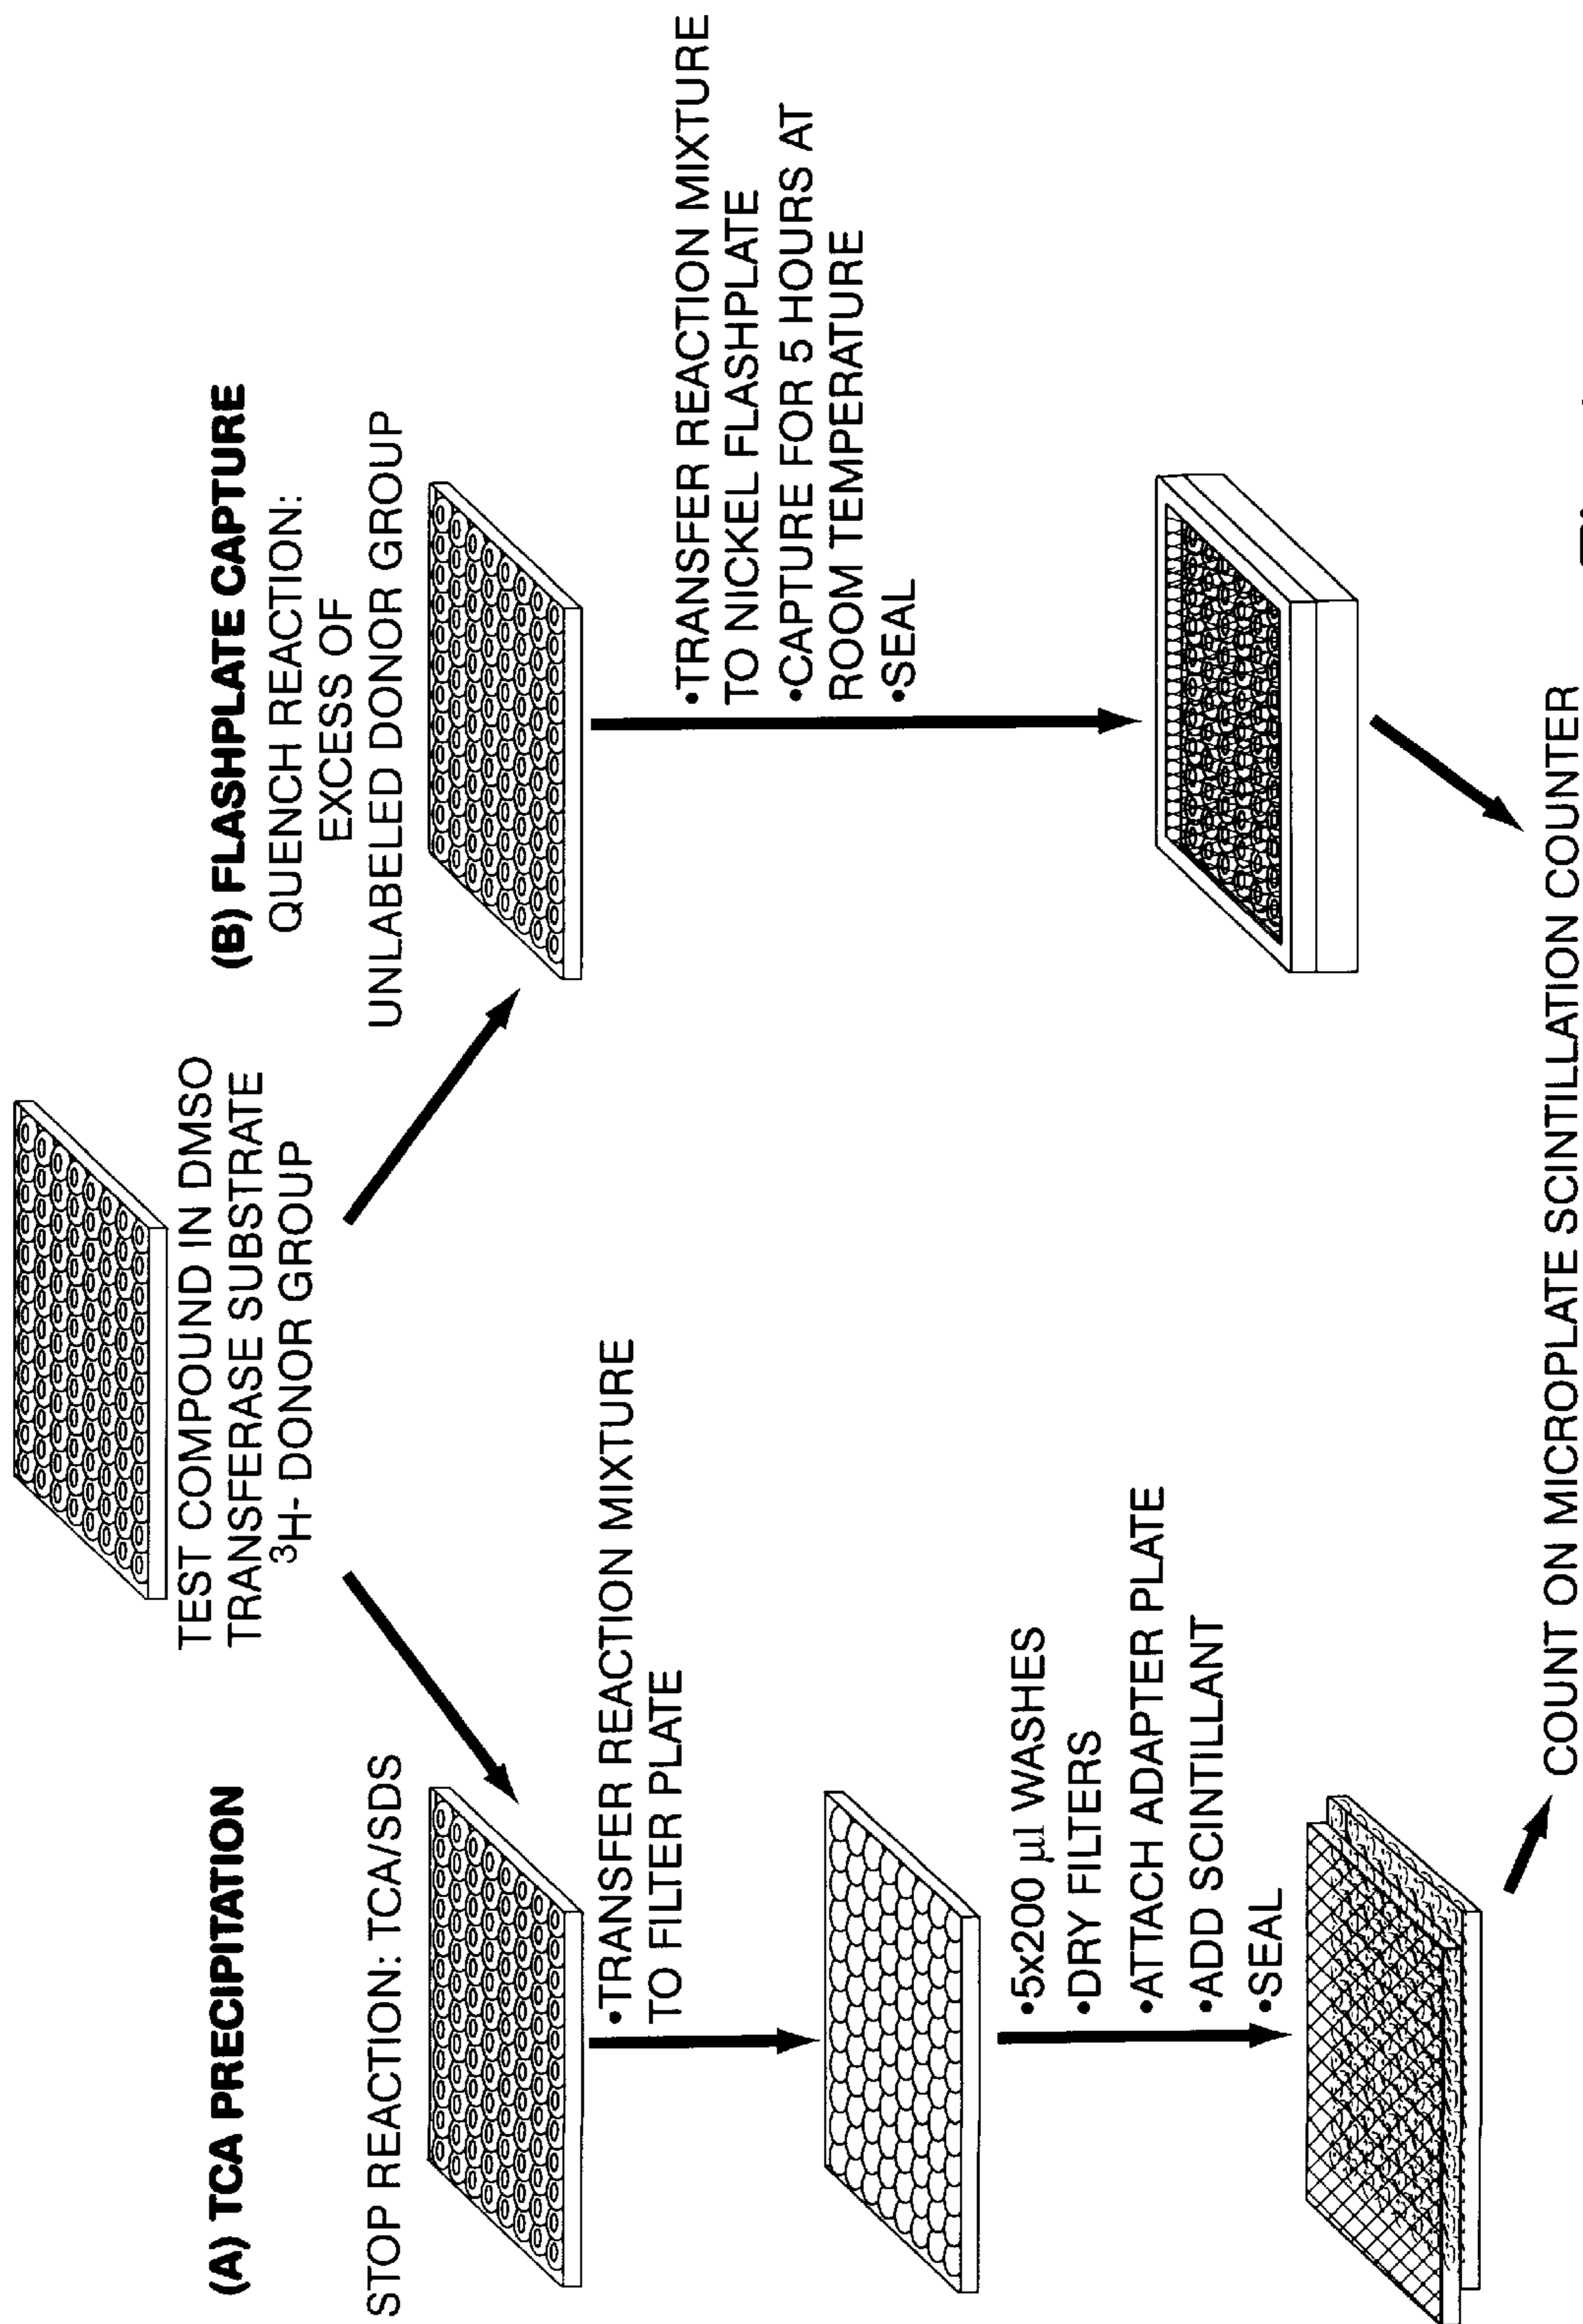 TEST COMPOUND IN DMSO
TRANSFERASE SUBSTRATE
³H- DONOR GROUP
(A) TCA PRECIPITATION
STOP REACTION: TCA/SDS
•TRANSFER REACTION MIXTURE
TO FILTER PLATE
•5x200 µl WASHES
•DRY FILTERS
•ATTACH ADAPTER PLATE
•ADD SCINTILLANT
•SEAL
(B) FLASHPLATE CAPTURE
QUENCH REACTION:
EXCESS OF
UNLABELED DONOR GROUP
•TRANSFER REACTION MIXTURE
TO NICKEL FLASHPLATE
•CAPTURE FOR 5 HOURS AT
ROOM TEMPERATURE
•SEAL
COUNT ON MICROPLATE SCINTILLATION COUNTER